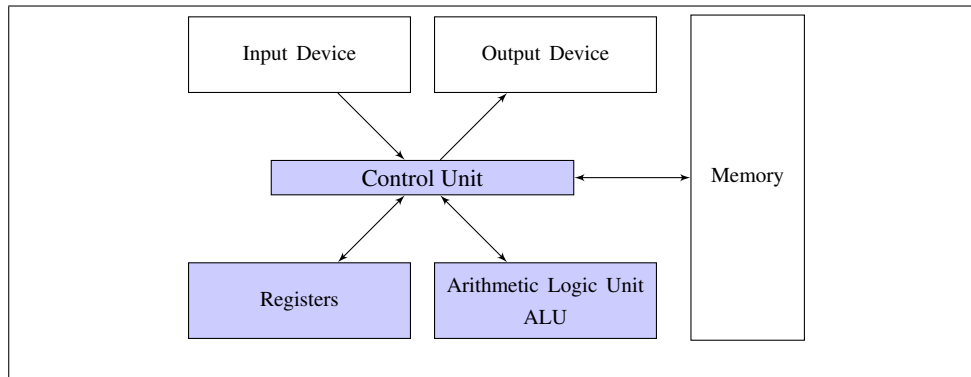 Input Device
Output Device
Control Unit
Memory
Registers
Arithmetic Logic Unit
ALU